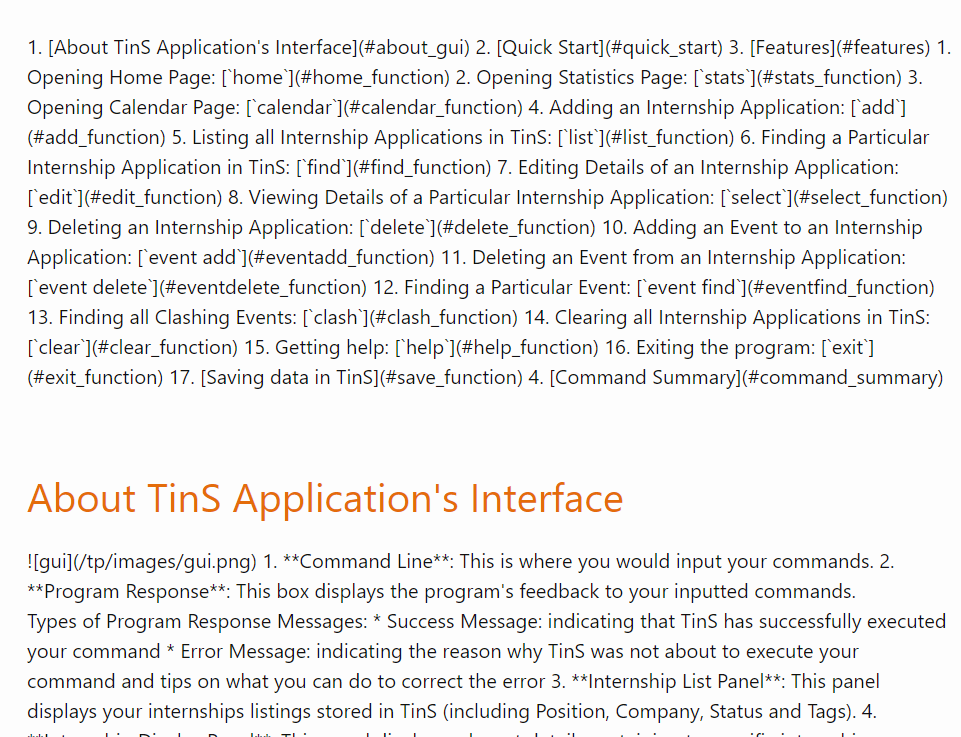 1. [About TinS Application's Interface](#about_gui) 2. [Quick Start](#quick_start) 3. [Features](#features) 1.
Opening Home Page: [`home`](#home_function) 2. Opening Statistics Page: [`stats`](#stats_function) 3.
Opening Calendar Page: [`calendar`](#calendar_function) 4. Adding an Internship Application: [`add`]
(#add_function) 5. Listing all Internship Applications in TinS: [`list`](#list_function) 6. Finding a Particular
Internship Application in TinS: [`find`](#find_function) 7. Editing Details of an Internship Application:
[`edit`](#edit_function) 8. Viewing Details of a Particular Internship Application: [`select`](#select_function)
9. Deleting an Internship Application: [`delete`](#delete_function) 10. Adding an Event to an Internship
Application: [`event add`](#eventadd_function) 11. Deleting an Event from an Internship Application:
[`event delete`](#eventdelete_function) 12. Finding a Particular Event: [`event find`](#eventfind_function)
13. Finding all Clashing Events: [`clash`](#clash_function) 14. Clearing all Internship Applications in TinS:
[`clear`](#clear_function) 15. Getting help: [`help`](#help_function) 16. Exiting the program: [`exit`]
(#exit_function) 17. [Saving data in TinS](#save_function) 4. [Command Summary](#command_summary)
About TinS Application's Interface
![gui](/tp/images/gui.png) 1. **Command Line**: This is where you would input your commands. 2.
**Program Response**: This box displays the program's feedback to your inputted commands.
Types of Program Response Messages: * Success Message: indicating that TinS has successfully executed
your command * Error Message: indicating the reason why TinS was not about to execute your
command and tips on what you can do to correct the error 3. **Internship List Panel**: This panel
displays your internships listings stored in TinS (including Position, Company, Status and Tags). 4.